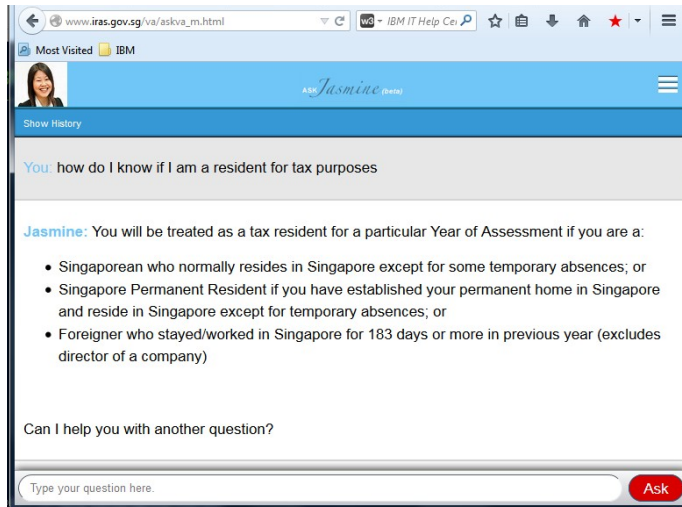 www.iras.gov.sg/va/askva_m.html
w3 - IBM IT Help Cei
Most Visited IBM
ASK Jasmine (beta)
Show History
You: how do I know if I am a resident for tax purposes
Jasmine: You will be treated as a tax resident for a particular Year of Assessment if you are a:
• Singaporean who normally resides in Singapore except for some temporary absences; or
• Singapore Permanent Resident if you have established your permanent home in Singapore
and reside in Singapore except for temporary absences; or
• Foreigner who stayed/worked in Singapore for 183 days or more in previous year (excludes
director of a company)
Can I help you with another question?
Type your question here.
Ask